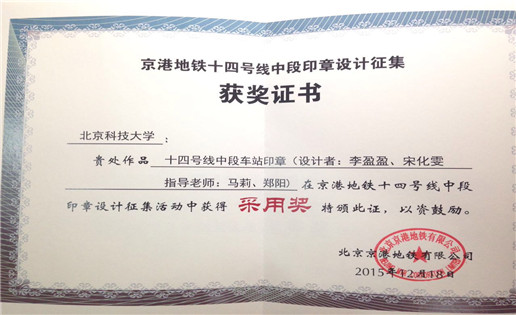 京港地铁十四号线中段印章设计征集
获奖证书
北京科技大学：
贵处作品 十四号线中段车站印章（设计者：李盈盈、宋化雯
指导老师：马莉、郑阳）在京港地铁十四号线中段
印章设计征集活动中获得 采用奖 特颁此证，以资鼓励。
北京京港地铁有限公司
2015年12月18日